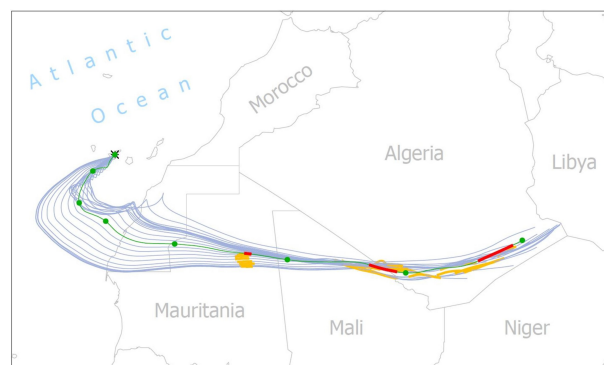 Atlantic
Ocean
Morocco
Algeria
Libya
Mauritania
Mali
Niger